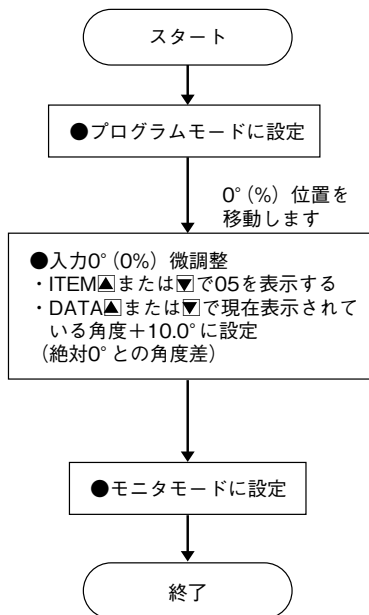 スタート
●プログラムモードに設定
0°(%)位置を
移動します
●入力0°(0%)微調整
・ITEM▲または▼で05を表示する
・DATA▲または▼で現在表示されて
いる角度+10.0°に設定
(絶対0°との角度差)
●モニタモードに設定
終了